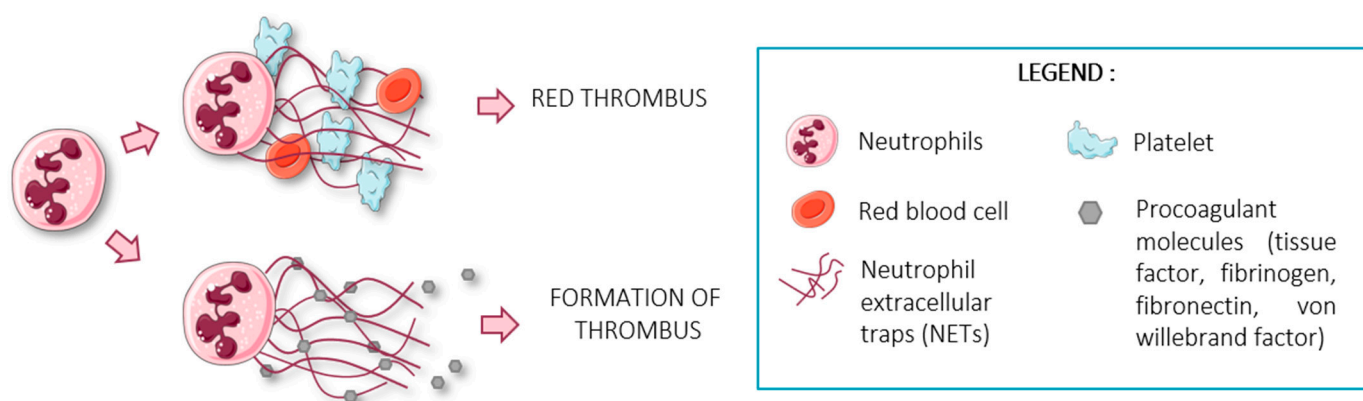 RED THROMBUS
FORMATION OF
THROMBUS
LEGEND :
Neutrophils
Platelet
Red blood cell
Procoagulant
molecules (tissue
factor, fibrinogen,
fibronectin, von
willebrand factor)
Neutrophil
extracellular
traps (NETs)